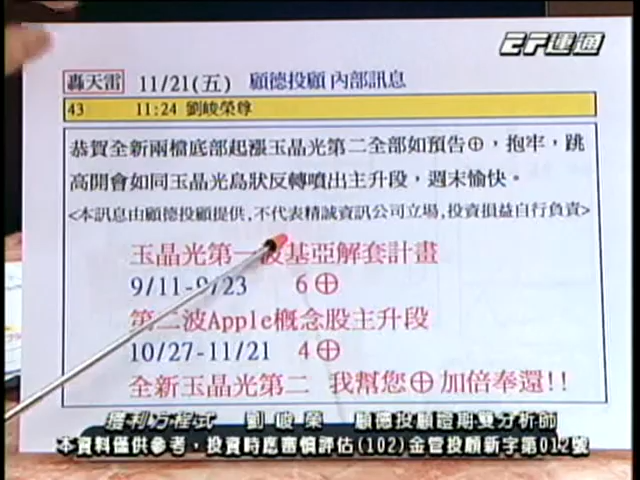 EF運通
轟天雷 11/21(五) 顧德投顧 內部訊息
43 11:24 劉峻榮尊
恭賀全新兩檔底部起漲玉晶光第二全部如預告⊕，抱牢，跳
高開會如同玉晶光島狀反轉噴出主升段，週末愉快。
<本訊息由顧德投顧提供,不代表精誠資訊公司立場,投資損益自行負責>
玉晶光第一波基亞解套計畫
9/11-9/23 6⊕
第二波Apple概念股主升段
10/27-11/21 4⊕
全新玉晶光第二 我幫您⊕加倍奉還!!
獲利方程式 劉峻榮 顧德投顧證期雙分析師
本資料僅供參考，投資時應審慎評估(102)金管投顧新字第012號